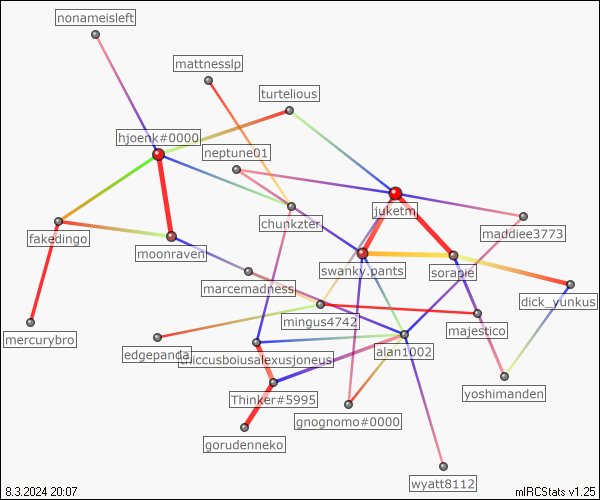 nonameisleft
mattnesslp
turtelious
hjoenk#0000
neptune01
juketm
chunkzter
maddiee3773
fakedingo
moonraven
swanky.pants
sorapie
marcemadness
dick_yunkus
mingus4742
majestico
mercurybro
edgepanda
thiccusboiusalexusjoneus
alan1002
yoshimanden
Thinker#5995
gnognomo#0000
gorudenneko
wyatt8112
8.3.2024 20:07
mIRCStats v1.25